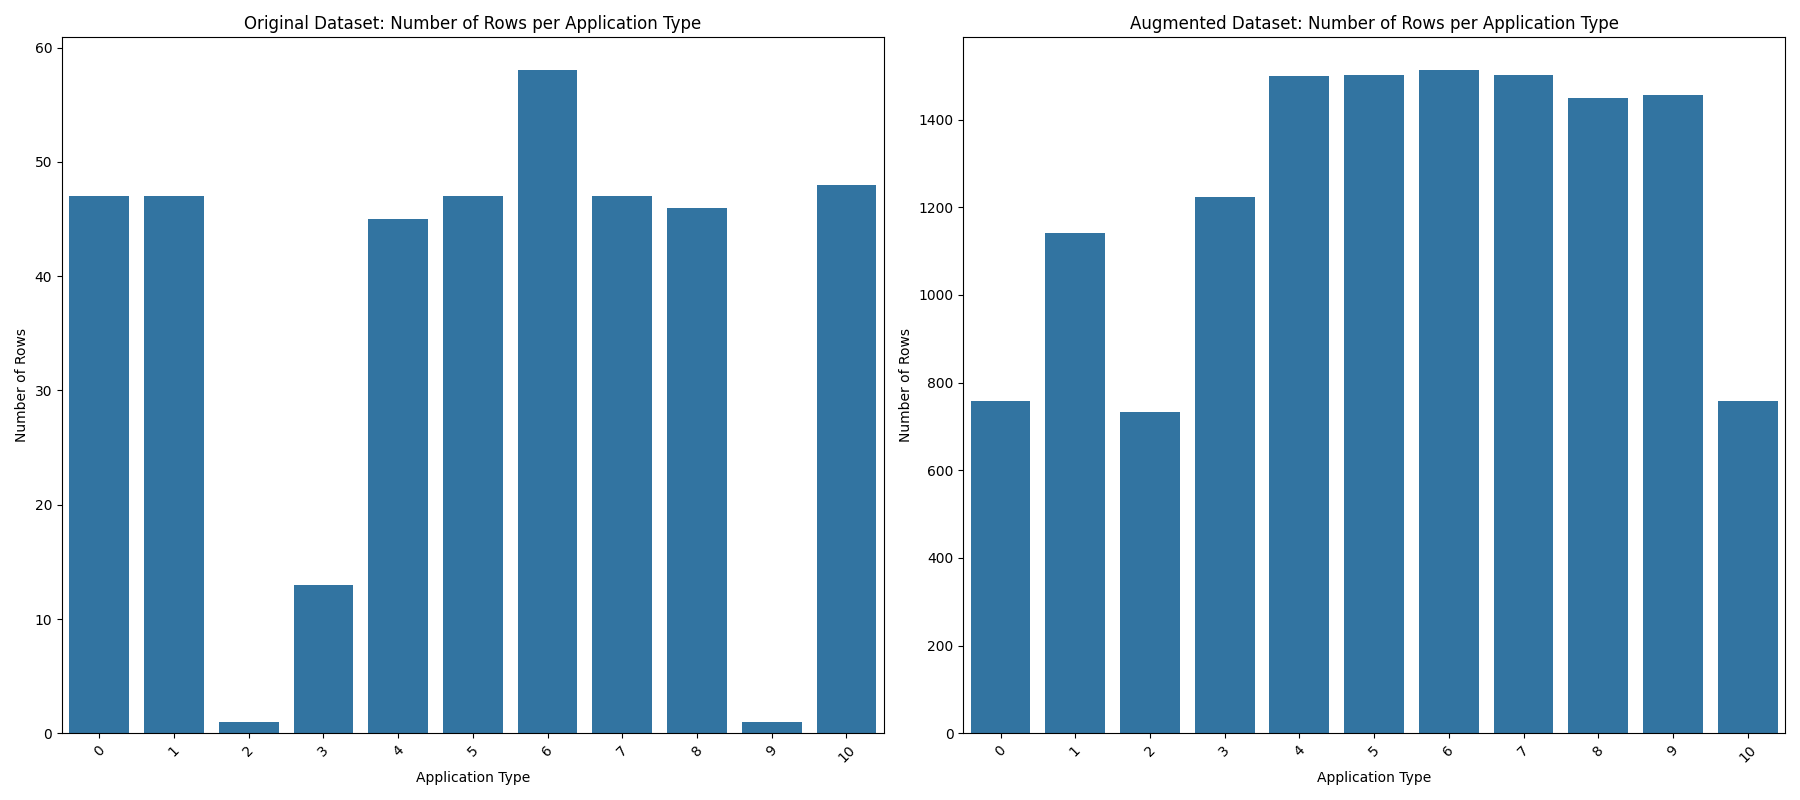 Original Dataset: Number of Rows per Application Type
60
50
40
30
20
10
0
Number of Rows
0 1 2 3 4 5 6 7 8 9 10
Application Type
Augmented Dataset: Number of Rows per Application Type
1400
1200
1000
800
600
400
200
0
Number of Rows
0 1 2 3 4 5 6 7 8 9 10
Application Type